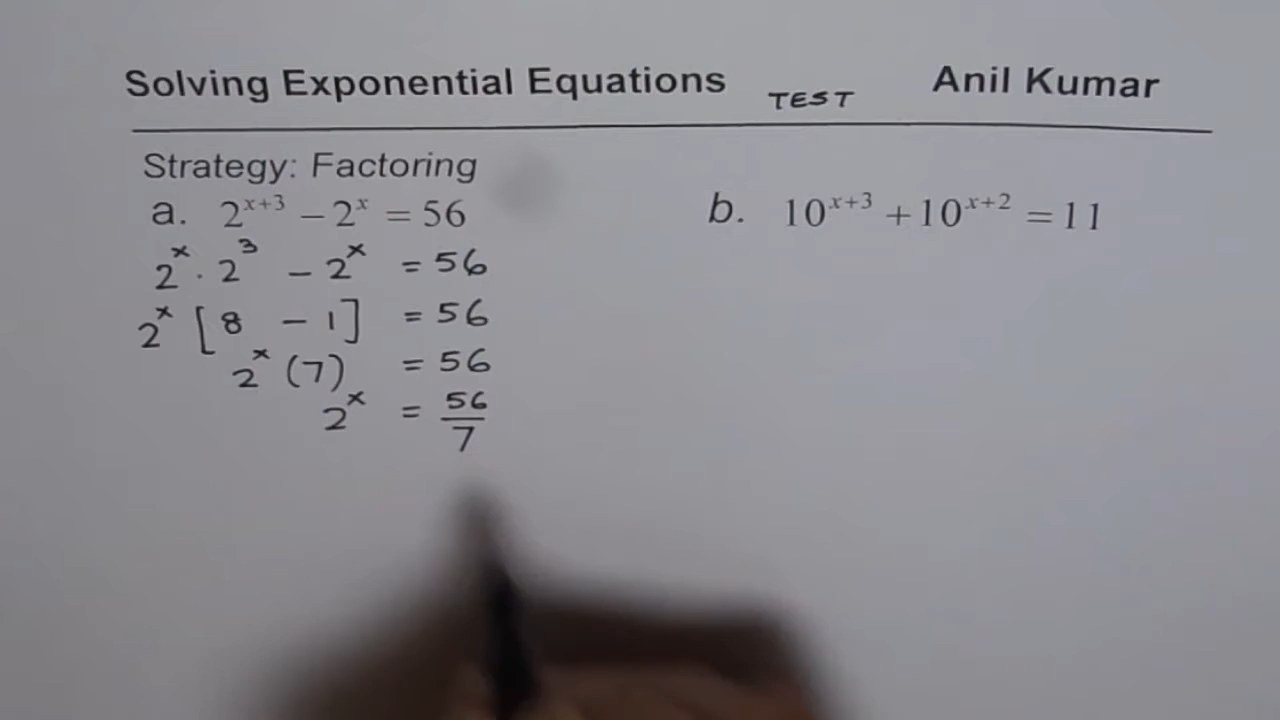 Solving Exponential Equations TEST Anil Kumar
Strategy: Factoring
a. 2^{x+3} − 2^x = 56
b. 10^{x+3} + 10^{x+2} = 11
2^x · 2^3 − 2^x = 56
2^x [8 − 1] = 56
2^x (7) = 56
2^x = 56/7